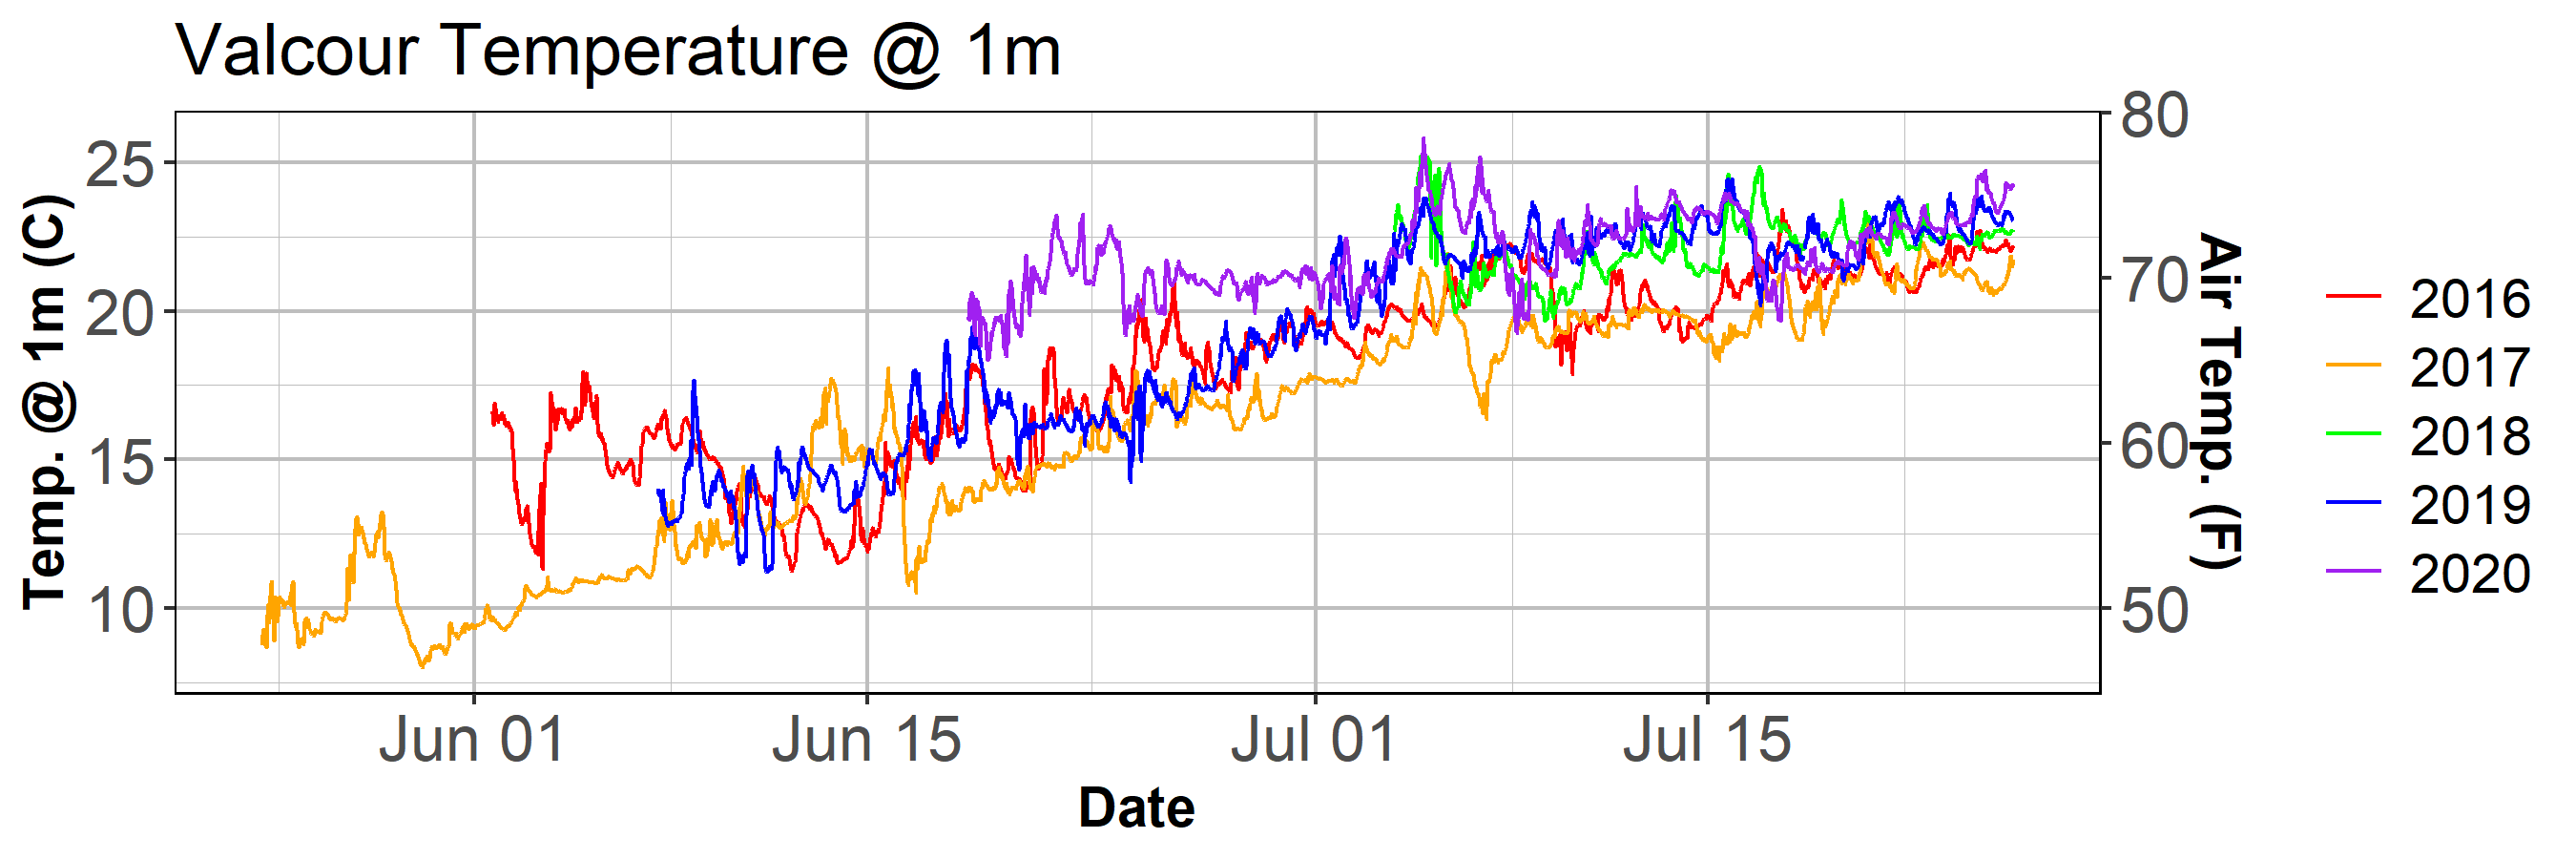 Valcour Temperature @ 1m
Temp. @ 1m (C)
25
20
15
10
80
70
60
50
Air Temp. (F)
Jun 01
Jun 15
Jul 01
Jul 15
Date
2016
2017
2018
2019
2020